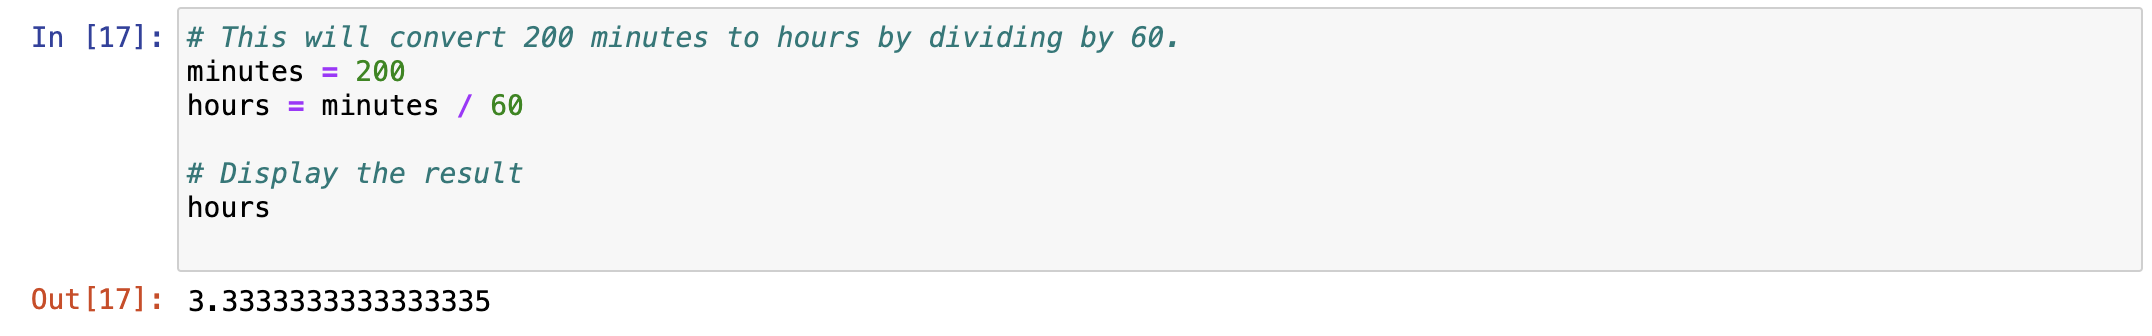 In [17]: # This will convert 200 minutes to hours by dividing by 60.
minutes = 200
hours = minutes / 60
# Display the result
hours
Out[17]: 3.3333333333333335